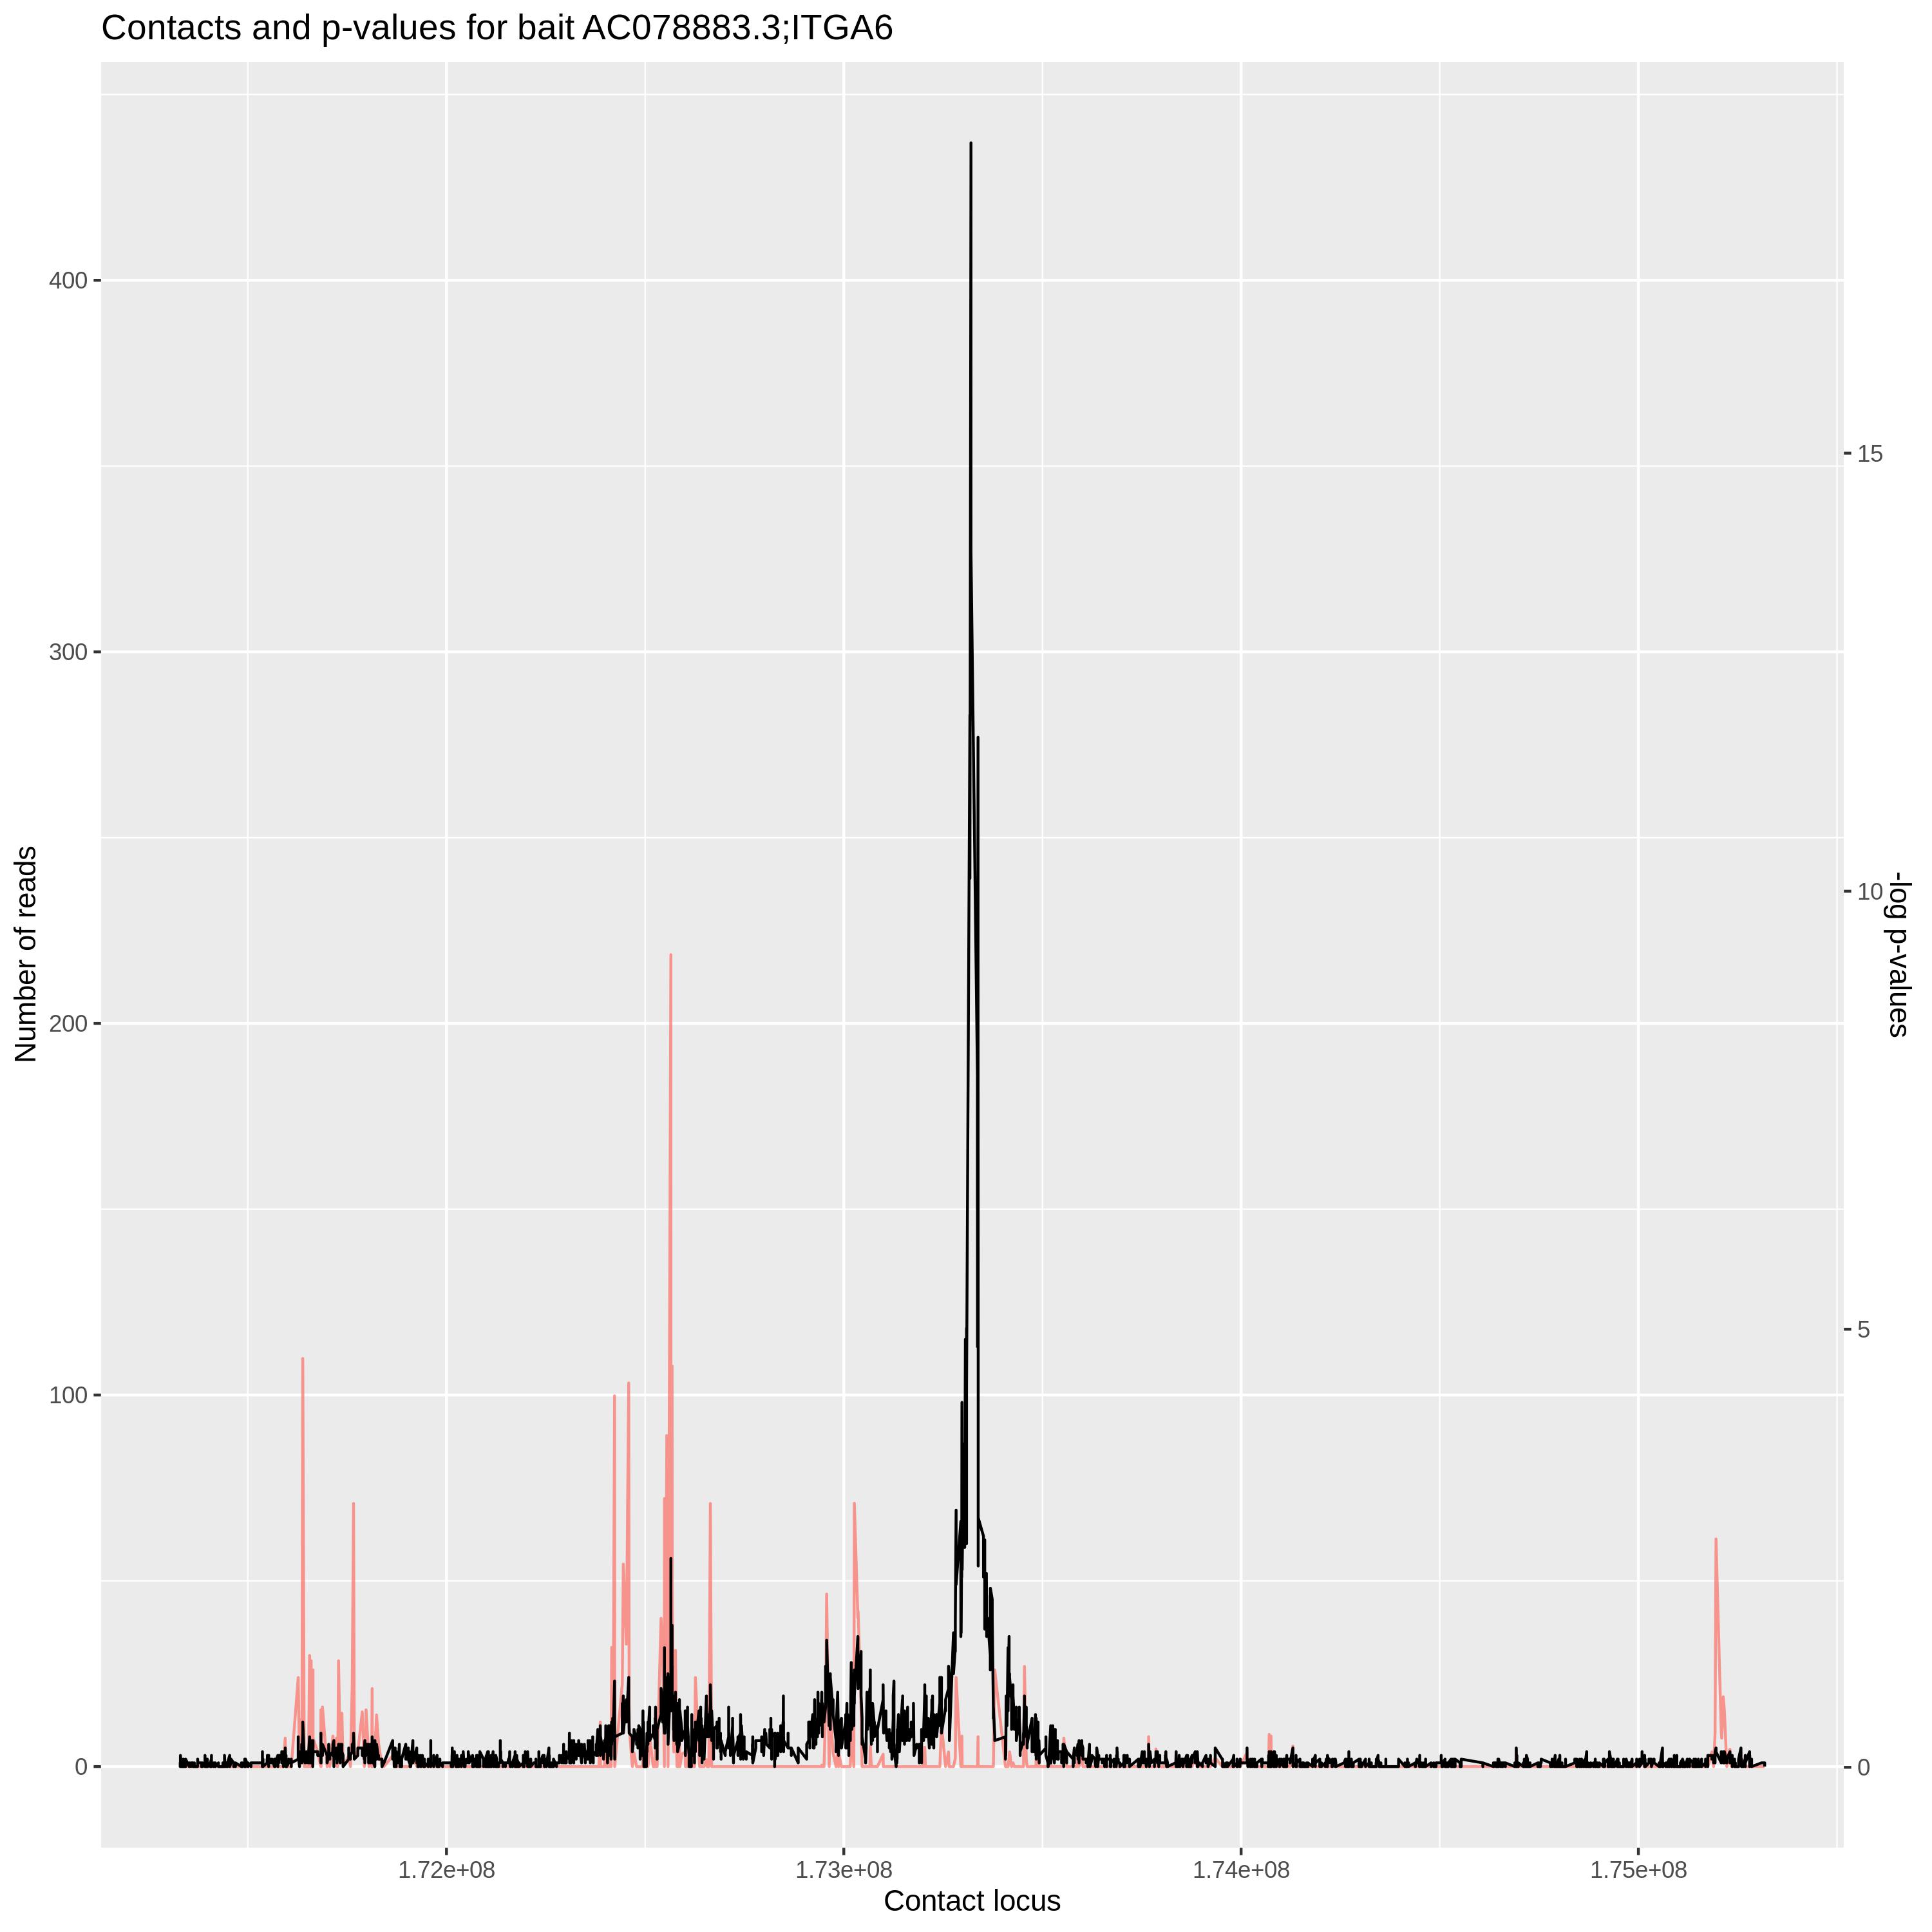 Contacts and p-values for bait AC078883.3;ITGA6
400
300
200
100
0
Number of reads
15
10
5
0
-log p-values
1.72e+08
1.73e+08
1.74e+08
1.75e+08
Contact locus